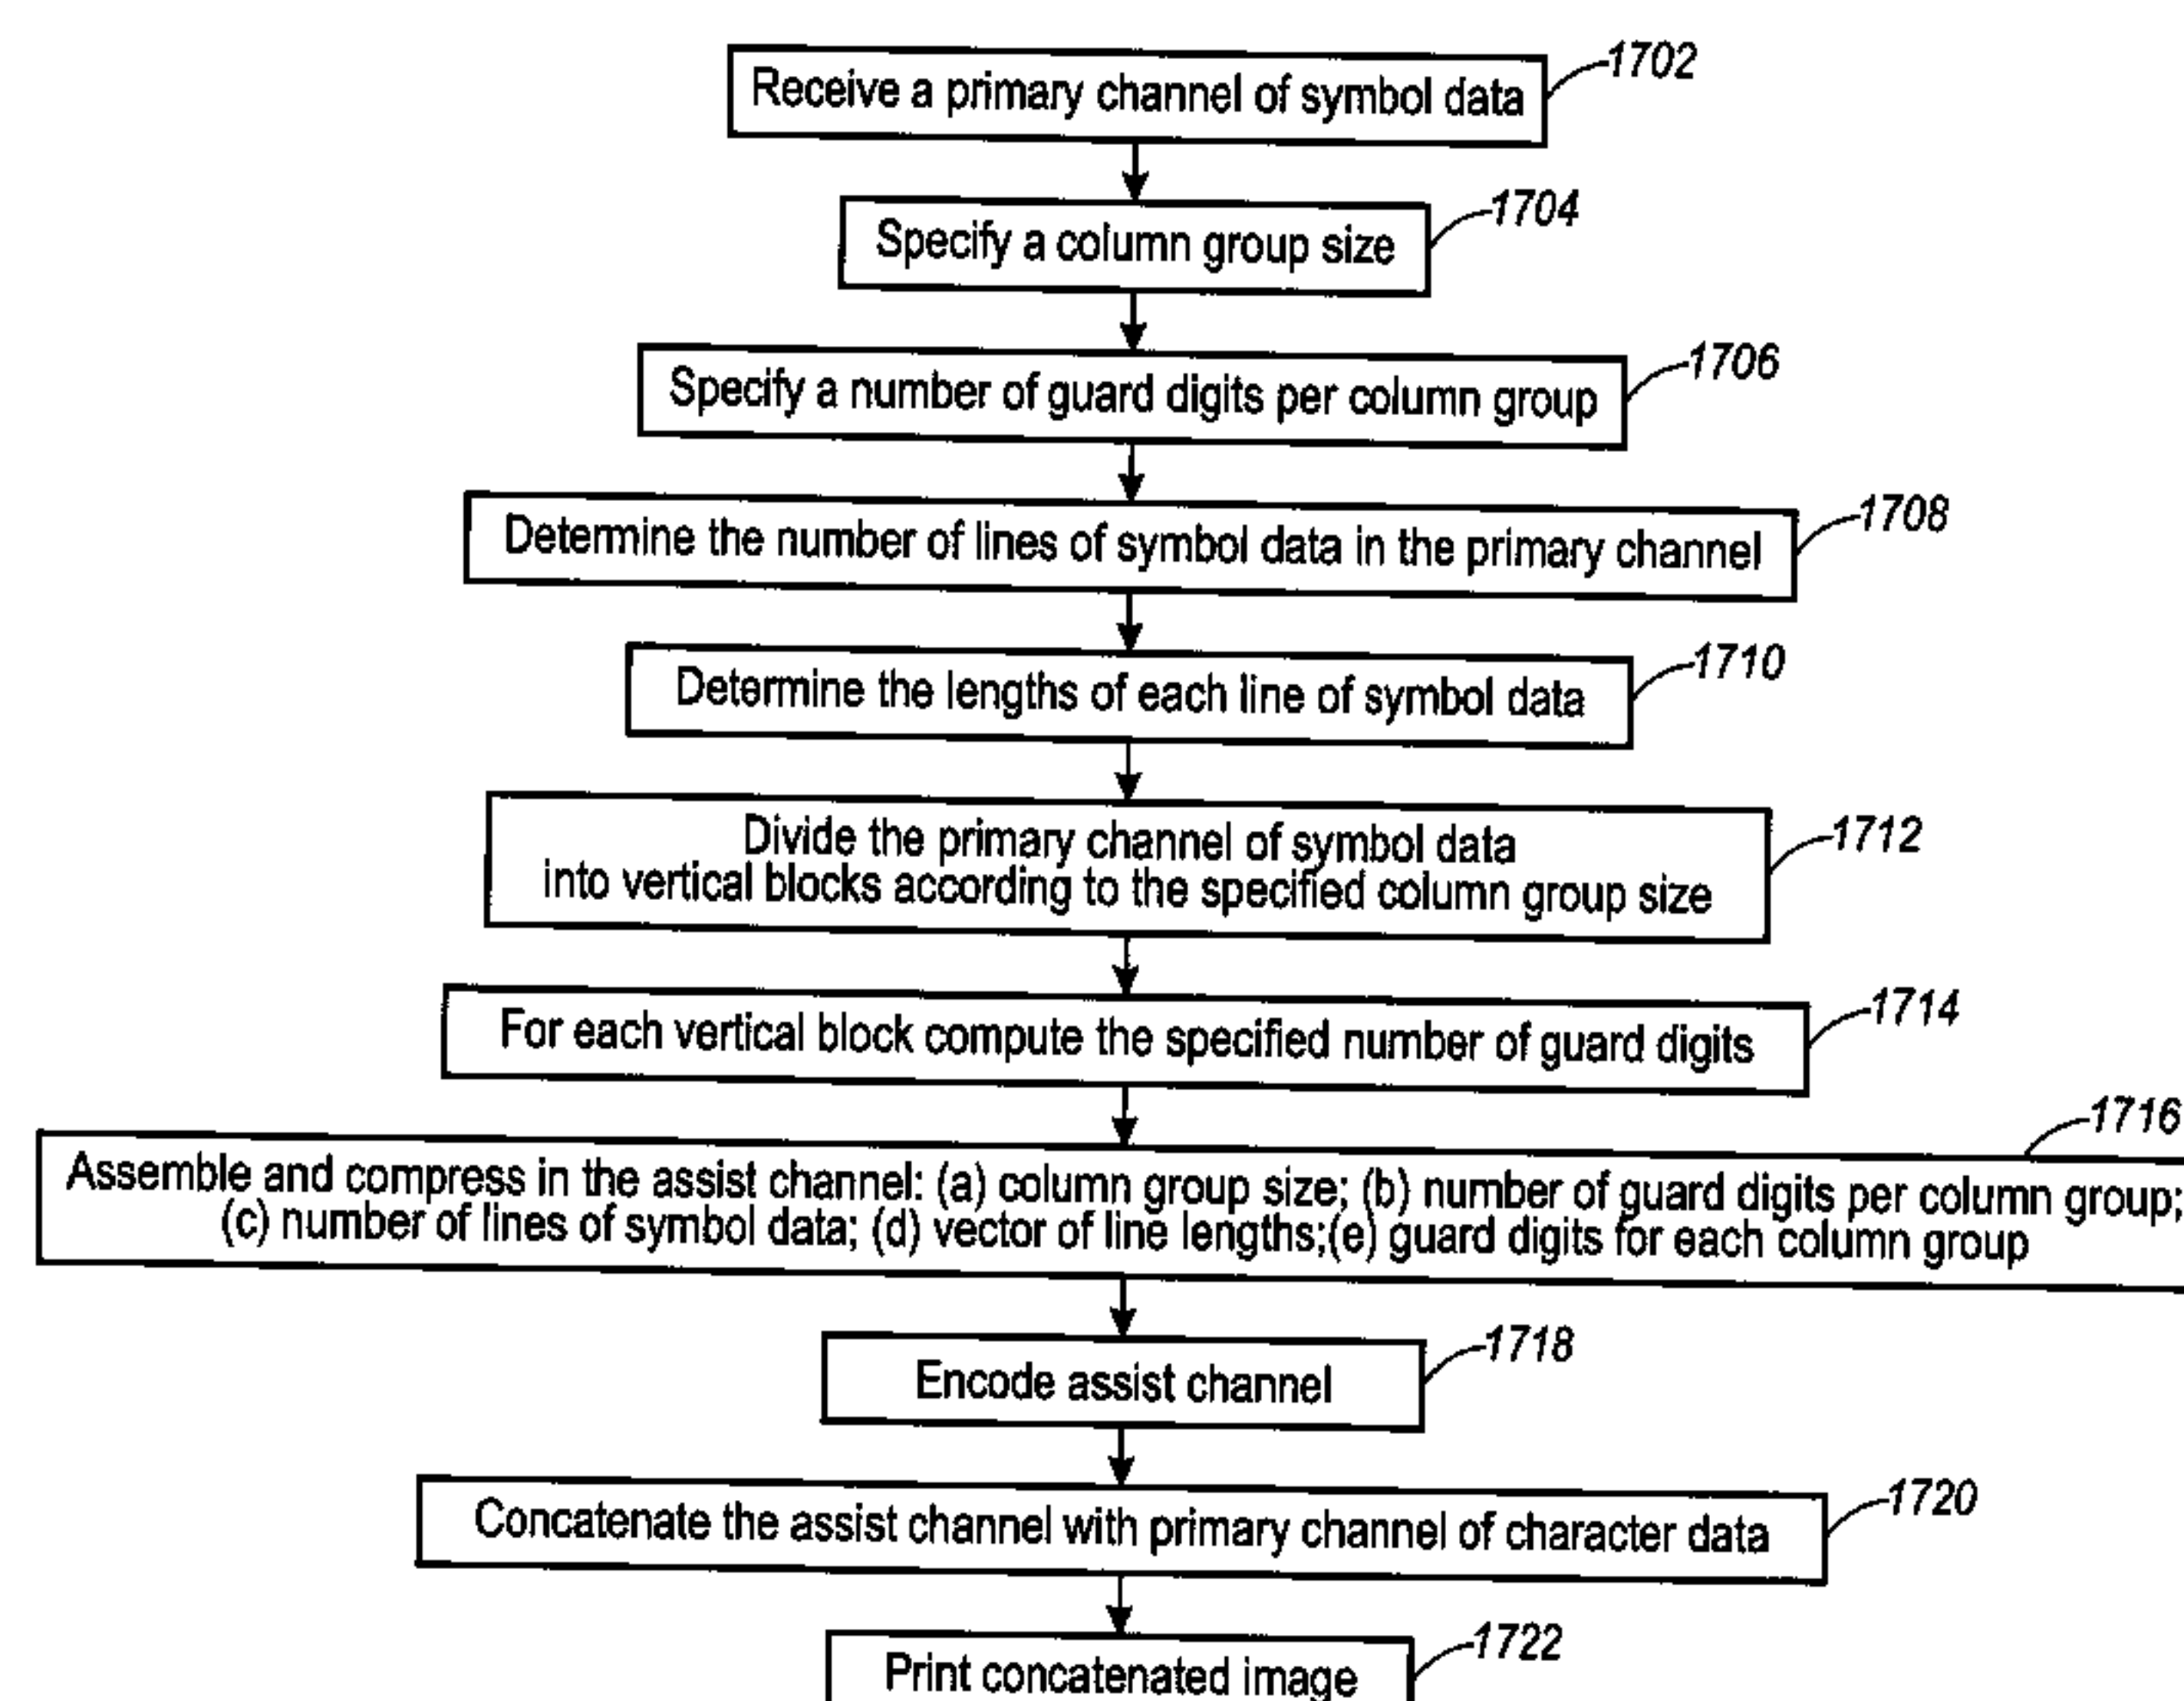 1702
Receive a primary channel of symbol data
1704
Specify a column group size
1706
Specify a number of guard digits per column group
1708
Determine the number of lines of symbol data in the primary channel
1710
Determine the lengths of each line of symbol data
1712
Divide the primary channel of symbol data
into vertical blocks according to the specified column group size
1714
For each vertical block compute the specified number of guard digits
1716
Assemble and compress in the assist channel: (a) column group size; (b) number of guard digits per column group;
(c) number of lines of symbol data; (d) vector of line lengths;(e) guard digits for each column group
1718
Encode assist channel
1720
Concatenate the assist channel with primary channel of character data
1722
Print concatenated image